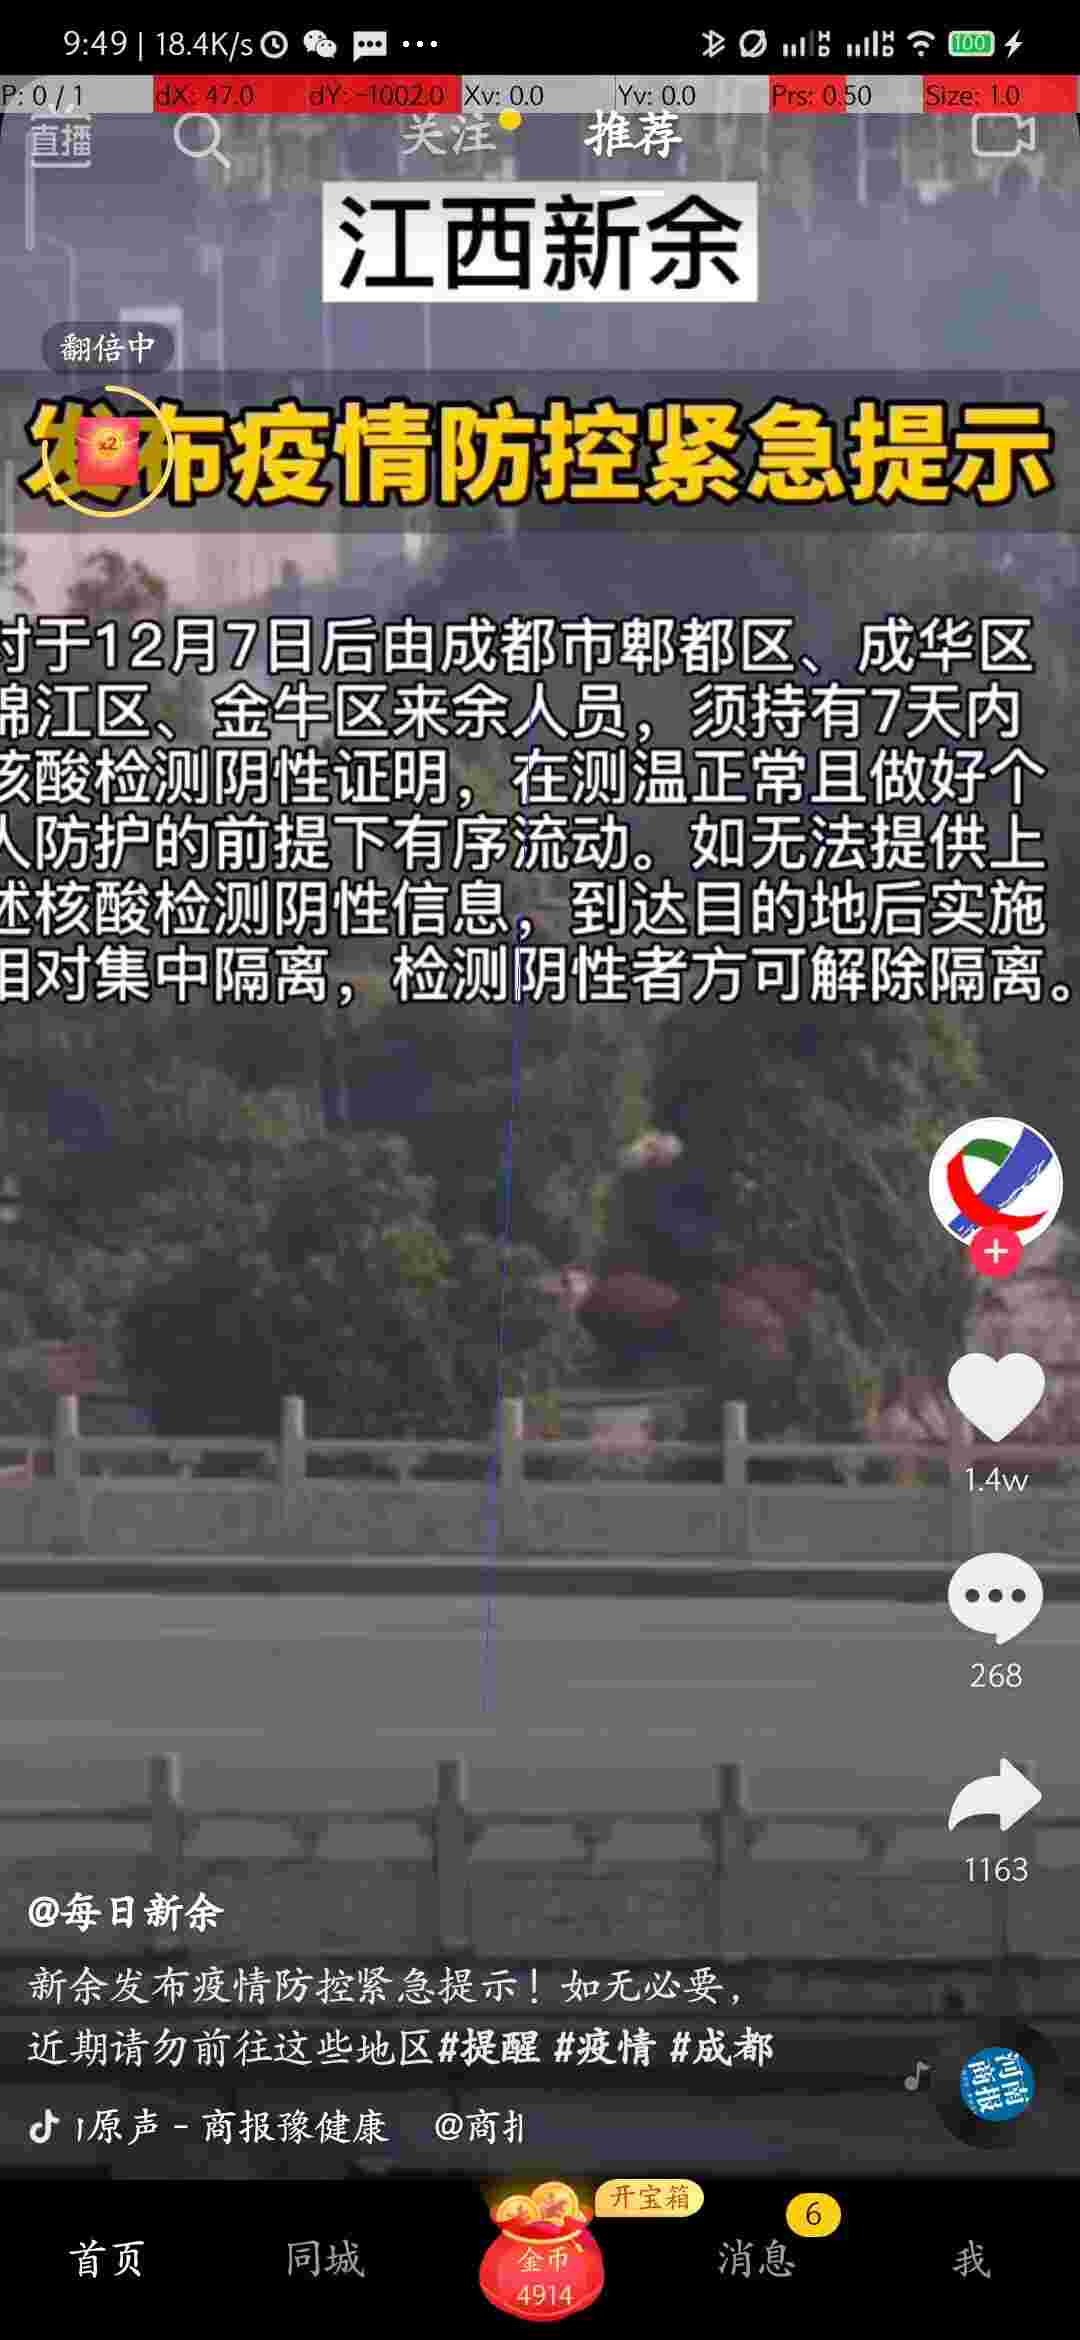 9:49 | 18.4K/s
100
P: 0 / 1 dX: 47.0 dY: -1002.0 Xv: 0.0 Yv: 0.0 Prs: 0.50 Size: 1.0
直播 关注 推荐
江西新余
翻倍中
x2
发布疫情防控紧急提示
对于12月7日后由成都市郫都区、成华区
锦江区、金牛区来余人员，须持有7天内
核酸检测阴性证明，在测温正常且做好个
人防护的前提下有序流动。如无法提供上
述核酸检测阴性信息，到达目的地后实施
相对集中隔离，检测阴性者方可解除隔离。
1.4w
268
1163
@每日新余
新余发布疫情防控紧急提示！如无必要，
近期请勿前往这些地区#提醒 #疫情 #成都
原声 - 商报豫健康 @商
河南
商报
开宝箱
6
首页 同城 金币 消息 我
4914